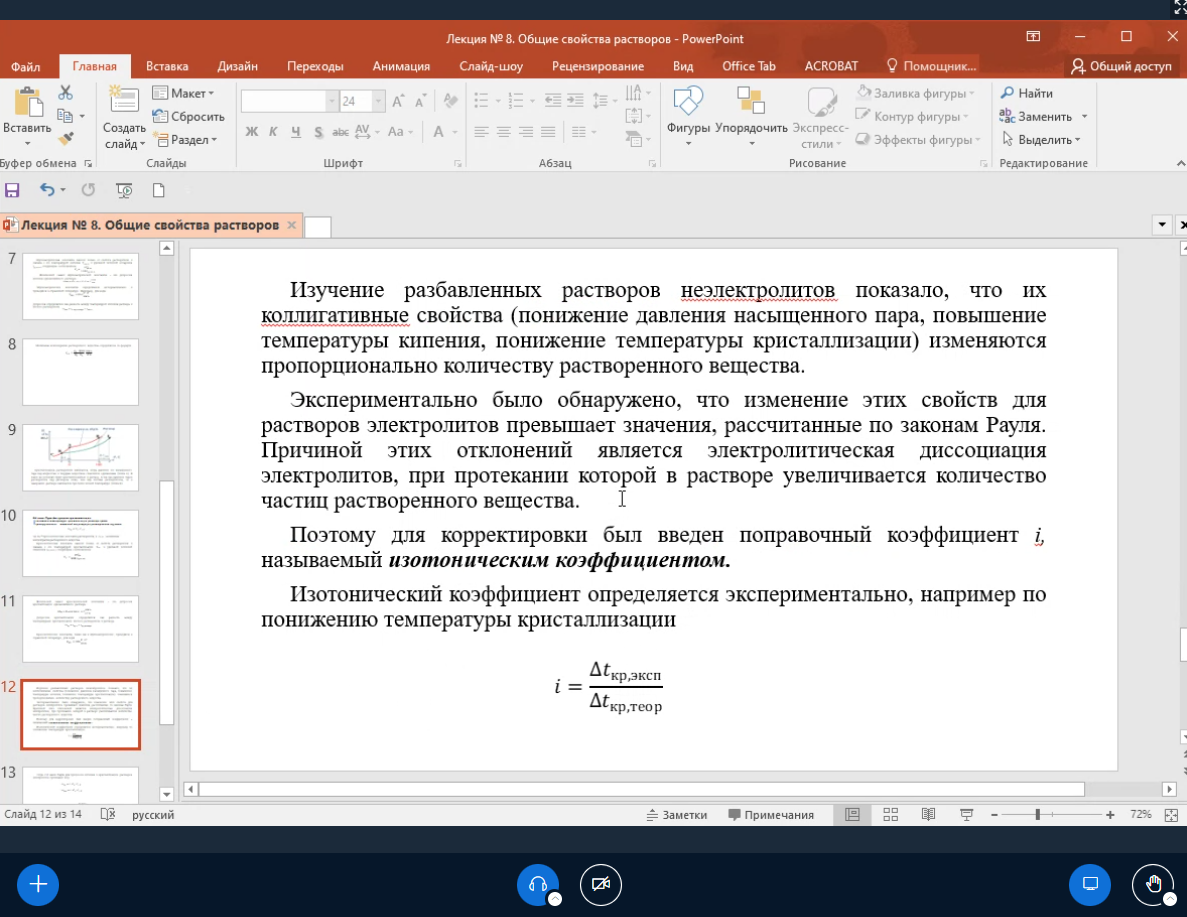 Лекция № 8. Общие свойства растворов - PowerPoint
Файл Главная Вставка Дизайн Переходы Анимация Слайд-шоу Рецензирование Вид Office Tab ACROBAT Помощник... Общий доступ
Вставить
Создать слайд
Макет
Сбросить
Раздел
24
Ж К Ч S abc AV Aa A
Фигуры Упорядочить Экспресс-стили
Заливка фигуры
Контур фигуры
Эффекты фигуры
Найти
Заменить
Выделить
Буфер обмена Слайды Шрифт Абзац Рисование Редактирование
Лекция № 8. Общие свойства растворов
7
8
9
10
11
12
13
Изучение разбавленных растворов неэлектролитов показало, что их
коллигативные свойства (понижение давления насыщенного пара, повышение
температуры кипения, понижение температуры кристаллизации) изменяются
пропорционально количеству растворенного вещества.
Экспериментально было обнаружено, что изменение этих свойств для
растворов электролитов превышает значения, рассчитанные по законам Рауля.
Причиной этих отклонений является электролитическая диссоциация
электролитов, при протекании которой в растворе увеличивается количество
частиц растворенного вещества.
Поэтому для корректировки был введен поправочный коэффициент i,
называемый изотоническим коэффициентом.
Изотонический коэффициент определяется экспериментально, например по
понижению температуры кристаллизации
i = Δtкр,эксп / Δtкр,теор
Слайд 12 из 14 русский Заметки Примечания 72%